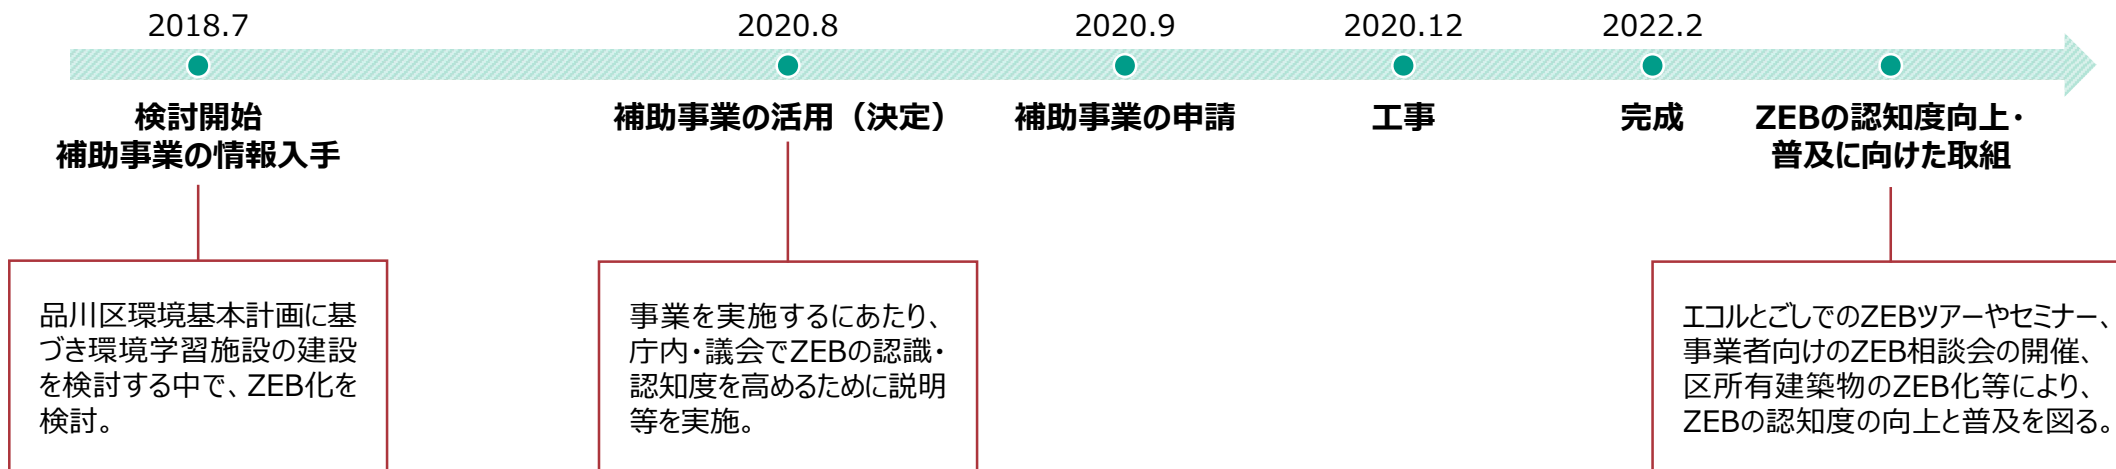 2018.7
2020.8
2020.9
2020.12
2022.2
検討開始
補助事業の情報入手
補助事業の活用（決定）
補助事業の申請
工事
完成
ZEBの認知度向上・
普及に向けた取組
品川区環境基本計画に基
づき環境学習施設の建設
を検討する中で、ZEB化を
検討。
事業を実施するにあたり、
庁内・議会でZEBの認識・
認知度を高めるために説明
等を実施。
エコルとごしでのZEBツアーやセミナー、
事業者向けのZEB相談会の開催、
区所有建築物のZEB化等により、
ZEBの認知度の向上と普及を図る。